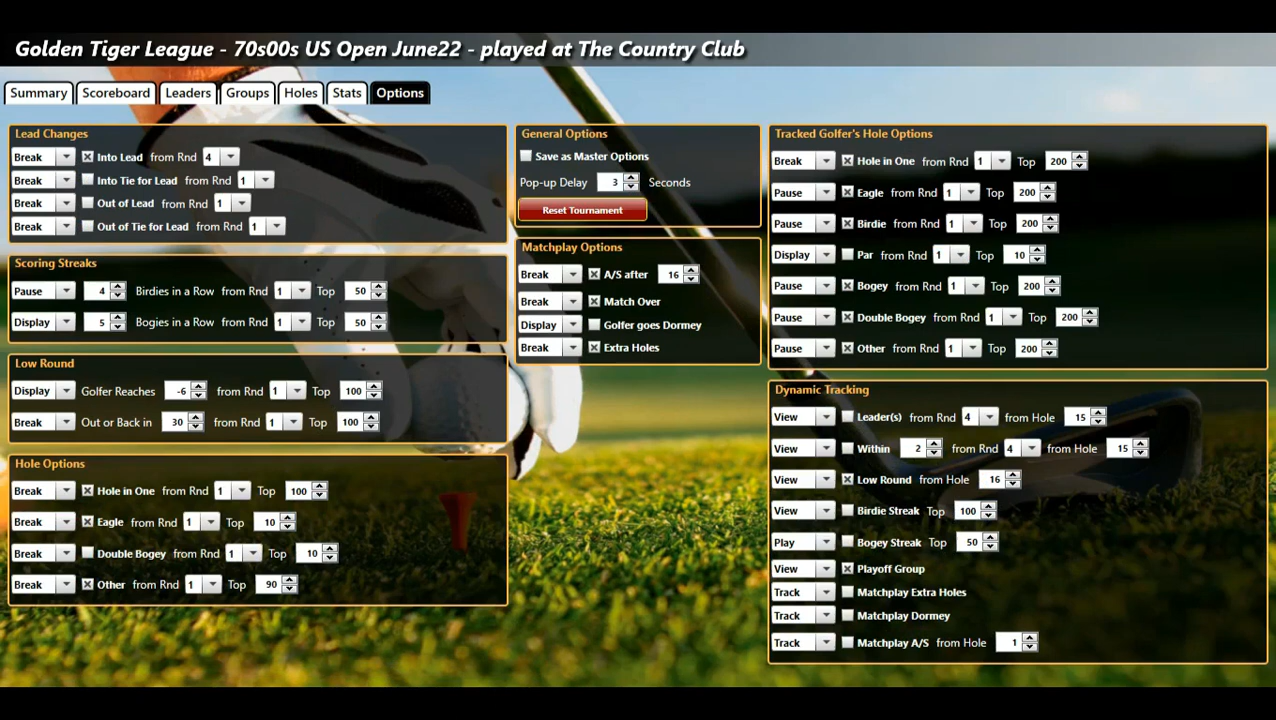 Golden Tiger League - 70s00s US Open June22 - played at The Country Club
Summary Scoreboard Leaders Groups Holes Stats Options
Lead Changes
Break Into Lead from Rnd 4
Break Into Tie for Lead from Rnd 1
Break Out of Lead from Rnd 1
Break Out of Tie for Lead from Rnd 1
Scoring Streaks
Pause 4 Birdies in a Row from Rnd 1 Top 50
Display 5 Bogies in a Row from Rnd 1 Top 50
Low Round
Display Golfer Reaches -6 from Rnd 1 Top 100
Break Out or Back in 30 from Rnd 1 Top 100
Hole Options
Break Hole in One from Rnd 1 Top 100
Break Eagle from Rnd 1 Top 10
Break Double Bogey from Rnd 1 Top 10
Break Other from Rnd 1 Top 90
General Options
Save as Master Options
Pop-up Delay 3 Seconds
Reset Tournament
Matchplay Options
Break A/S after 16
Break Match Over
Display Golfer goes Dormey
Break Extra Holes
Tracked Golfer's Hole Options
Break Hole in One from Rnd 1 Top 200
Pause Eagle from Rnd 1 Top 200
Pause Birdie from Rnd 1 Top 200
Display Par from Rnd 1 Top 10
Pause Bogey from Rnd 1 Top 200
Pause Double Bogey from Rnd 1 Top 200
Pause Other from Rnd 1 Top 200
Dynamic Tracking
View Leader(s) from Rnd 4 from Hole 15
View Within 2 from Rnd 4 from Hole 15
View Low Round from Hole 16
View Birdie Streak Top 100
Play Bogey Streak Top 50
View Playoff Group
Track Matchplay Extra Holes
Track Matchplay Dormey
Track Matchplay A/S from Hole 1